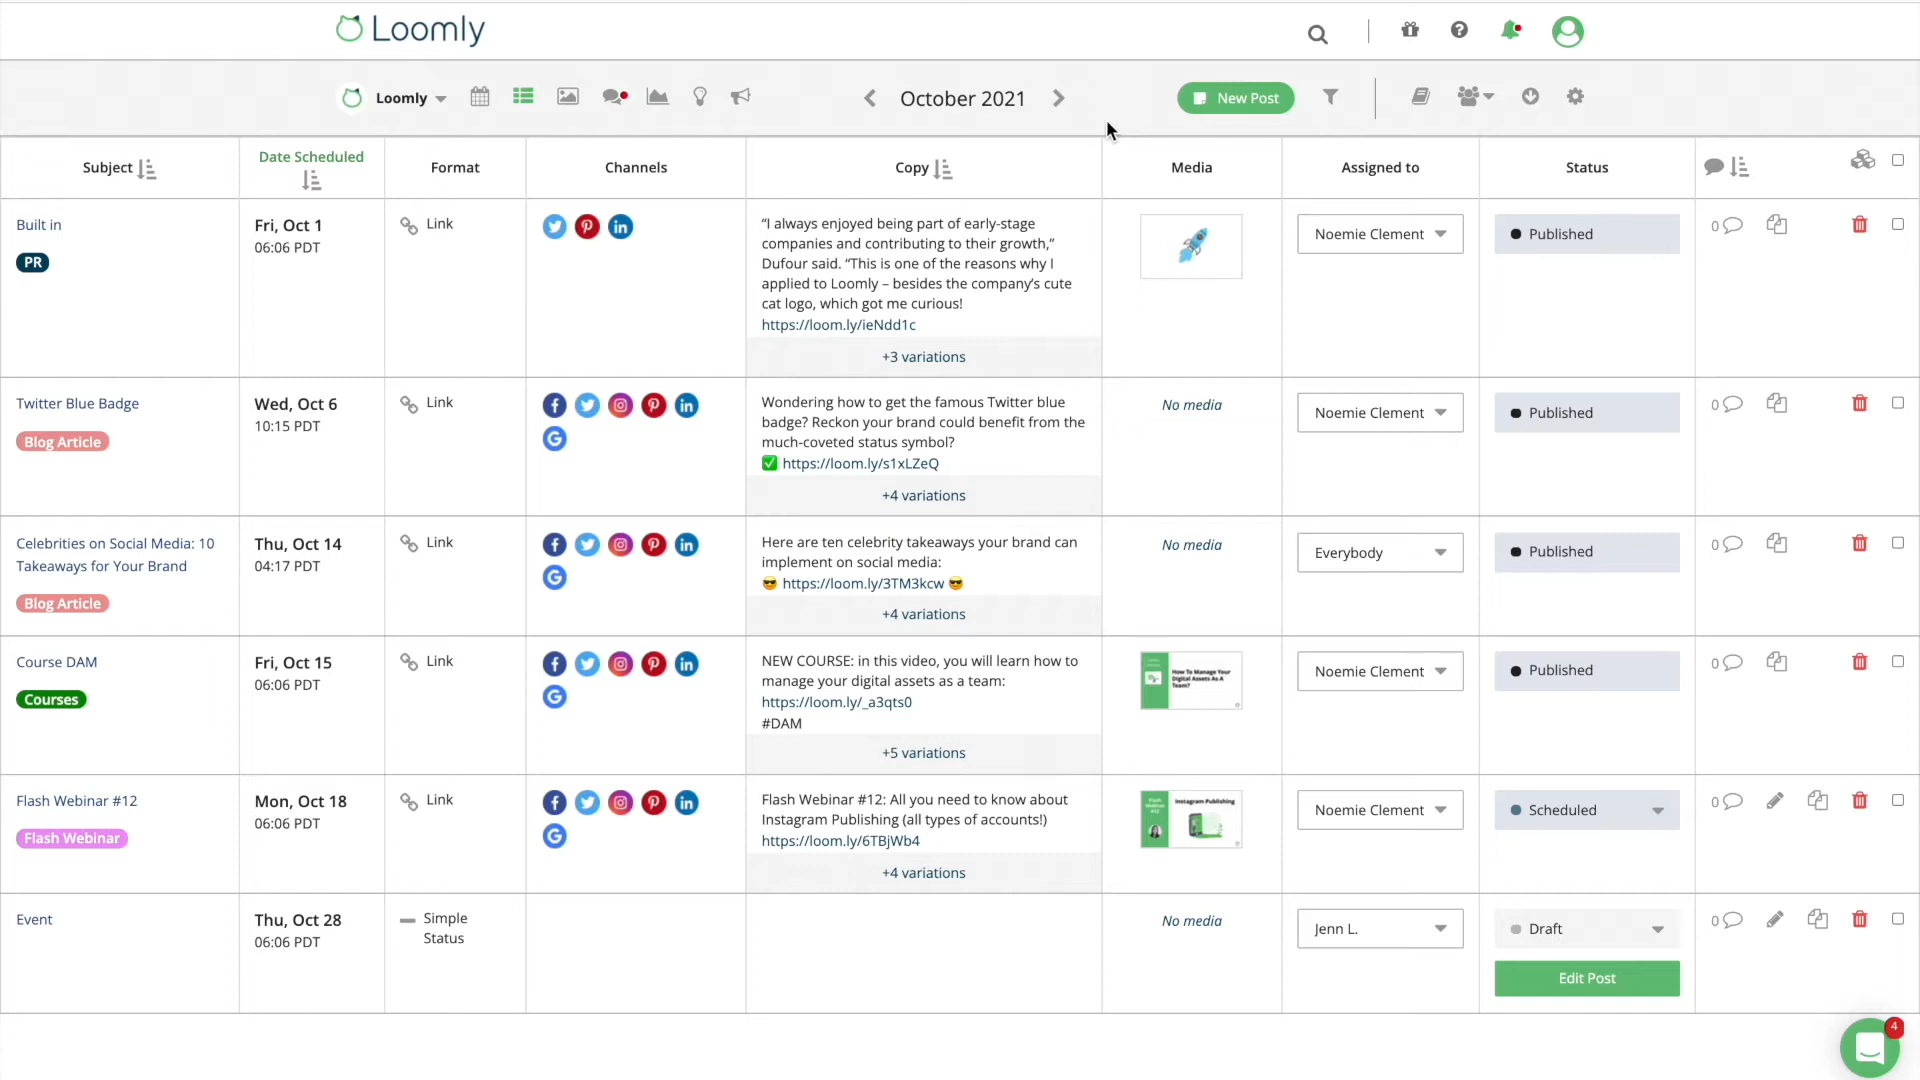 Loomly
Loomly
October 2021
New Post
Subject
Date Scheduled
Format
Channels
Copy
Media
Assigned to
Status
Built in
PR
Fri, Oct 1
06:06 PDT
Link
“I always enjoyed being part of early-stage
companies and contributing to their growth,”
Dufour said. “This is one of the reasons why I
applied to Loomly – besides the company’s cute
cat logo, which got me curious!
https://loom.ly/ieNdd1c
+3 variations
Noemie Clement
Published
0
Twitter Blue Badge
Blog Article
Wed, Oct 6
10:15 PDT
Link
Wondering how to get the famous Twitter blue
badge? Reckon your brand could benefit from the
much-coveted status symbol?
✅ https://loom.ly/s1xLZeQ
+4 variations
No media
Noemie Clement
Published
0
Celebrities on Social Media: 10
Takeaways for Your Brand
Blog Article
Thu, Oct 14
04:17 PDT
Link
Here are ten celebrity takeaways your brand can
implement on social media:
😎 https://loom.ly/3TM3kcw 😎
+4 variations
No media
Everybody
Published
0
Course DAM
Courses
Fri, Oct 15
06:06 PDT
Link
NEW COURSE: in this video, you will learn how to
manage your digital assets as a team:
https://loom.ly/_a3qts0
#DAM
+5 variations
How To Manage Your
Digital Assets As A
Team?
Noemie Clement
Published
0
Flash Webinar #12
Flash Webinar
Mon, Oct 18
06:06 PDT
Link
Flash Webinar #12: All you need to know about
Instagram Publishing (all types of accounts!)
https://loom.ly/6TBjWb4
+4 variations
Flash
Webinar
#12
Instagram Publishing
Noemie Clement
Scheduled
0
Event
Thu, Oct 28
06:06 PDT
Simple
Status
No media
Jenn L.
Draft
Edit Post
0
4